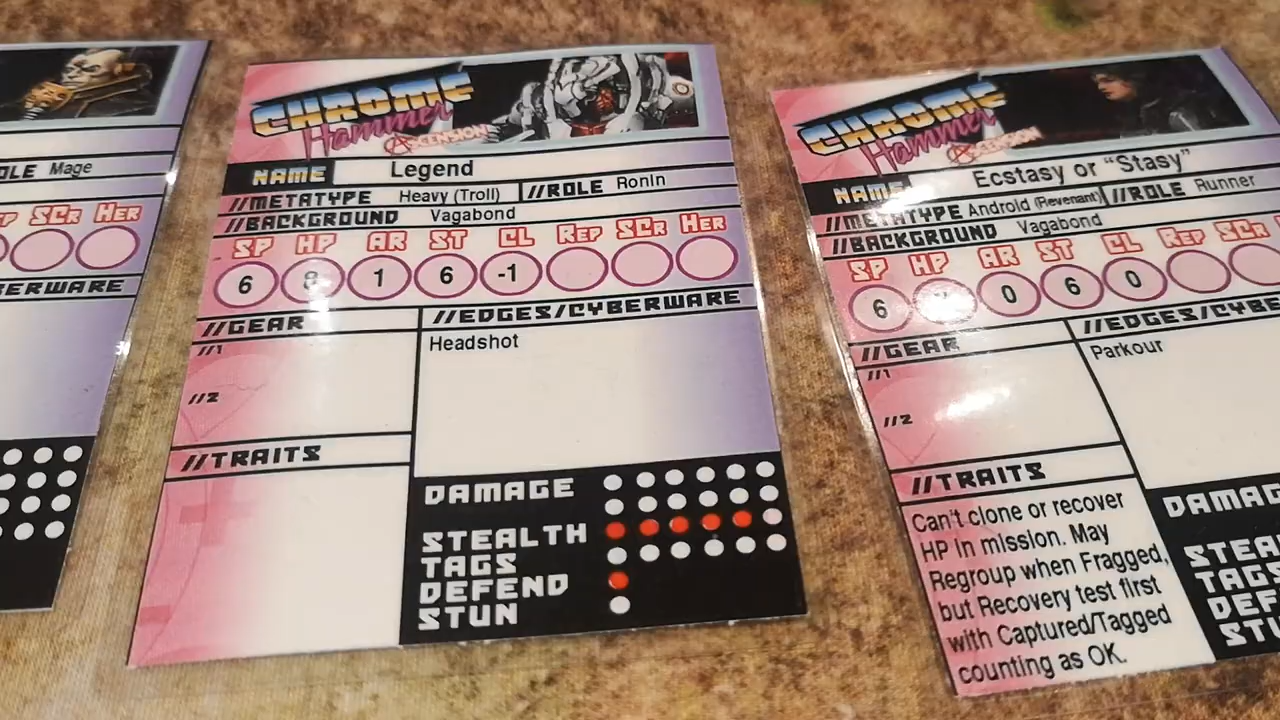 OLE Mage
SCR HER
BERWARE
CHROME
Hammer
ASCENSION
NAME Legend
//METATYPE Heavy (Troll) //ROLE Ronin
//BACKGROUND Vagabond
SP HP AR ST CL REP SCR HER
6 8 1 6 -1
//GEAR
//EDGES/CYBERWARE
//1
Headshot
//2
//TRAITS
DAMAGE
STEALTH
TAGS
DEFEND
STUN
CHROME
Hammer
ASCENSION
NAME Ecstasy or "Stasy"
//METATYPE Android (Revenant) //ROLE Runner
//BACKGROUND Vagabond
SP HP AR ST CL REP SCR
6 0 6 0
//GEAR
//EDGES/CYBE
//1
Parkour
//2
//TRAITS
Can't clone or recover
HP in mission. May
Regroup when Fragged,
but Recovery test first
with Captured/Tagged
counting as OK.
DAMAG
STEA
TAGS
DEF
STU